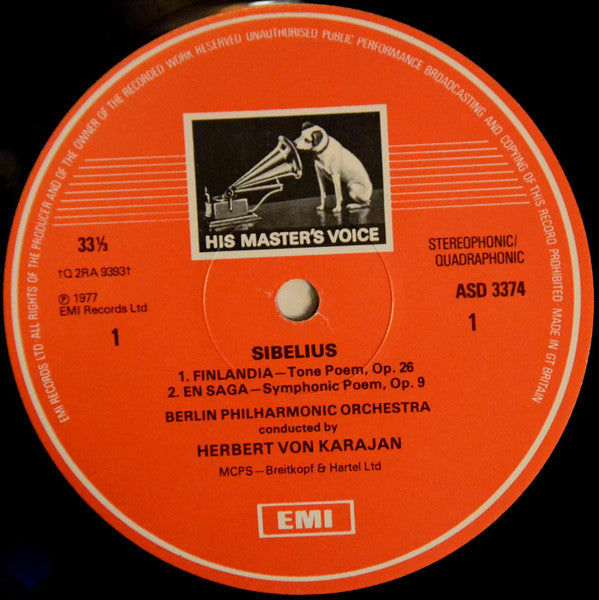 EMI RECORDS LTD·ALL RIGHTS OF THE PRODUCER AND OF THE OWNER OF THE RECORDED WORK RESERVED UNAUTHORISED PUBLIC PERFORMANCE BROADCASTING AND COPYING OF THIS RECORD PROHIBITED·MADE IN GT BRITAIN
HIS MASTER'S VOICE
33⅓
STEREOPHONIC/
QUADRAPHONIC
†Q 2RA 9393†
ASD 3374
℗ 1977
EMI Records Ltd
1
1
SIBELIUS
1. FINLANDIA—Tone Poem, Op. 26
2. EN SAGA—Symphonic Poem, Op. 9
BERLIN PHILHARMONIC ORCHESTRA
conducted by
HERBERT VON KARAJAN
MCPS—Breitkopf & Hartel Ltd
EMI